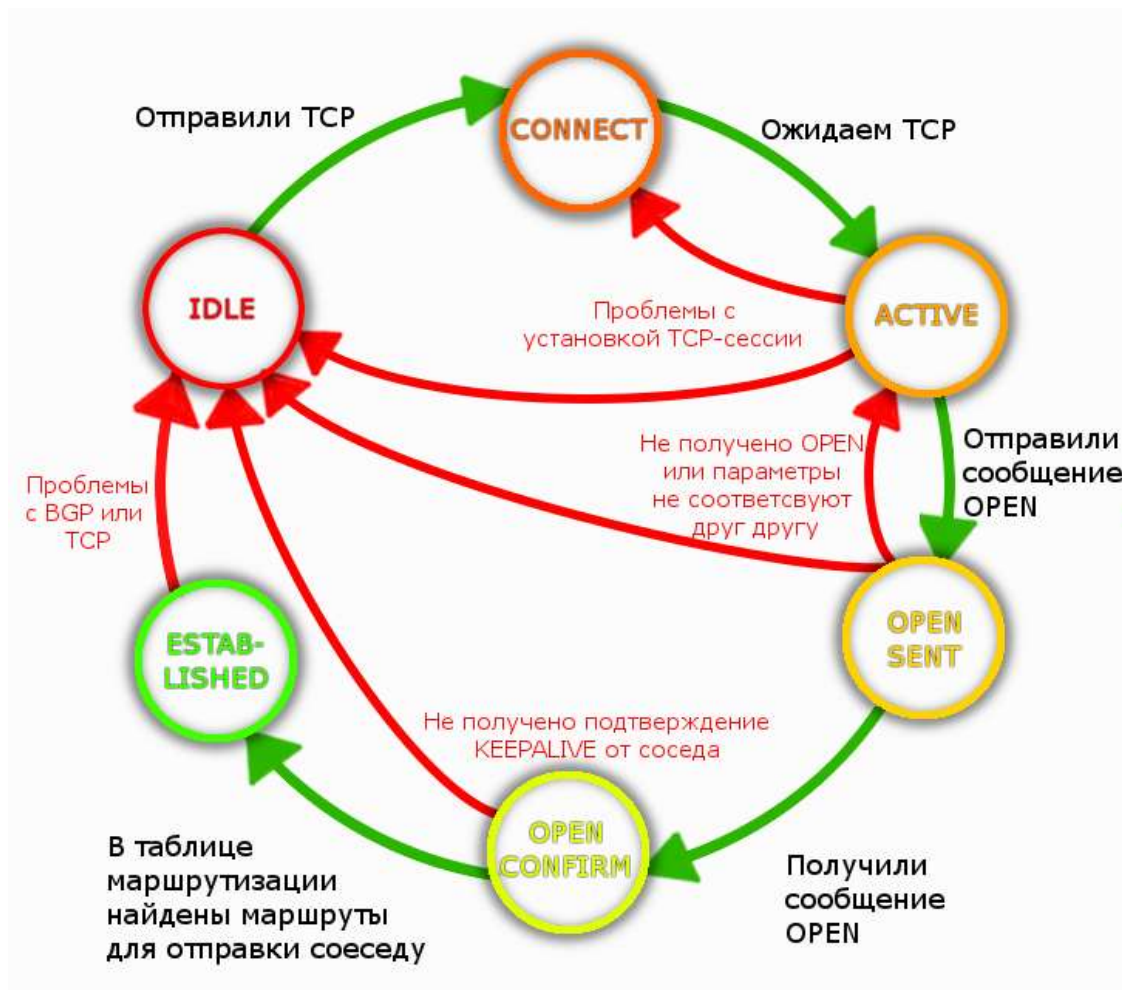 Отправили TCP
CONNECT
Ожидаем TCP
IDLE
ACTIVE
Проблемы с
установкой TCP-сессии
Не получено OPEN
или параметры
не соответсвуют
друг другу
Отправили
сообщение
OPEN
Проблемы
с BGP или
TCP
ESTAB-
LISHED
OPEN
SENT
Не получено подтверждение
KEEPALIVE от соседа
OPEN
CONFIRM
В таблице
маршрутизации
найдены маршруты
для отправки соеседу
Получили
сообщение
OPEN